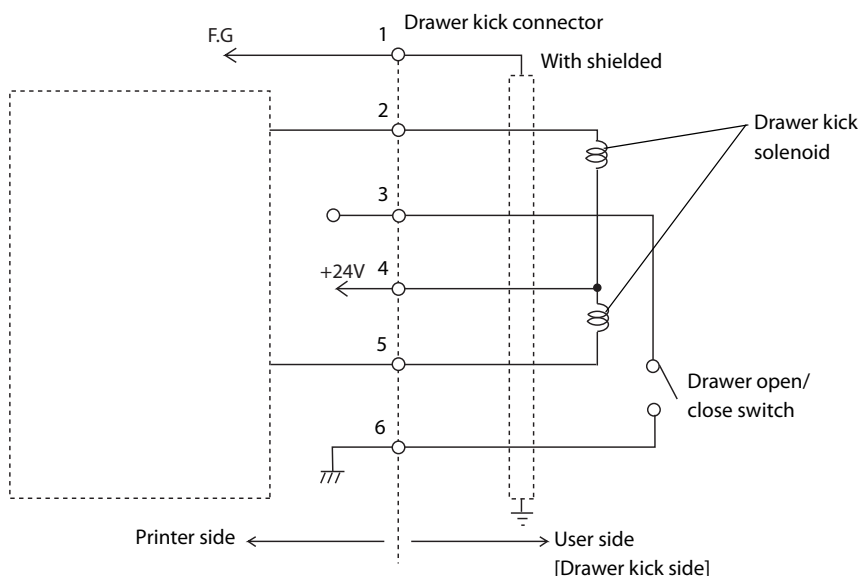 Drawer kick connector
F.G
1
With shielded
2
Drawer kick
solenoid
3
+24V
4
5
Drawer open/
close switch
6
Printer side
User side
[Drawer kick side]